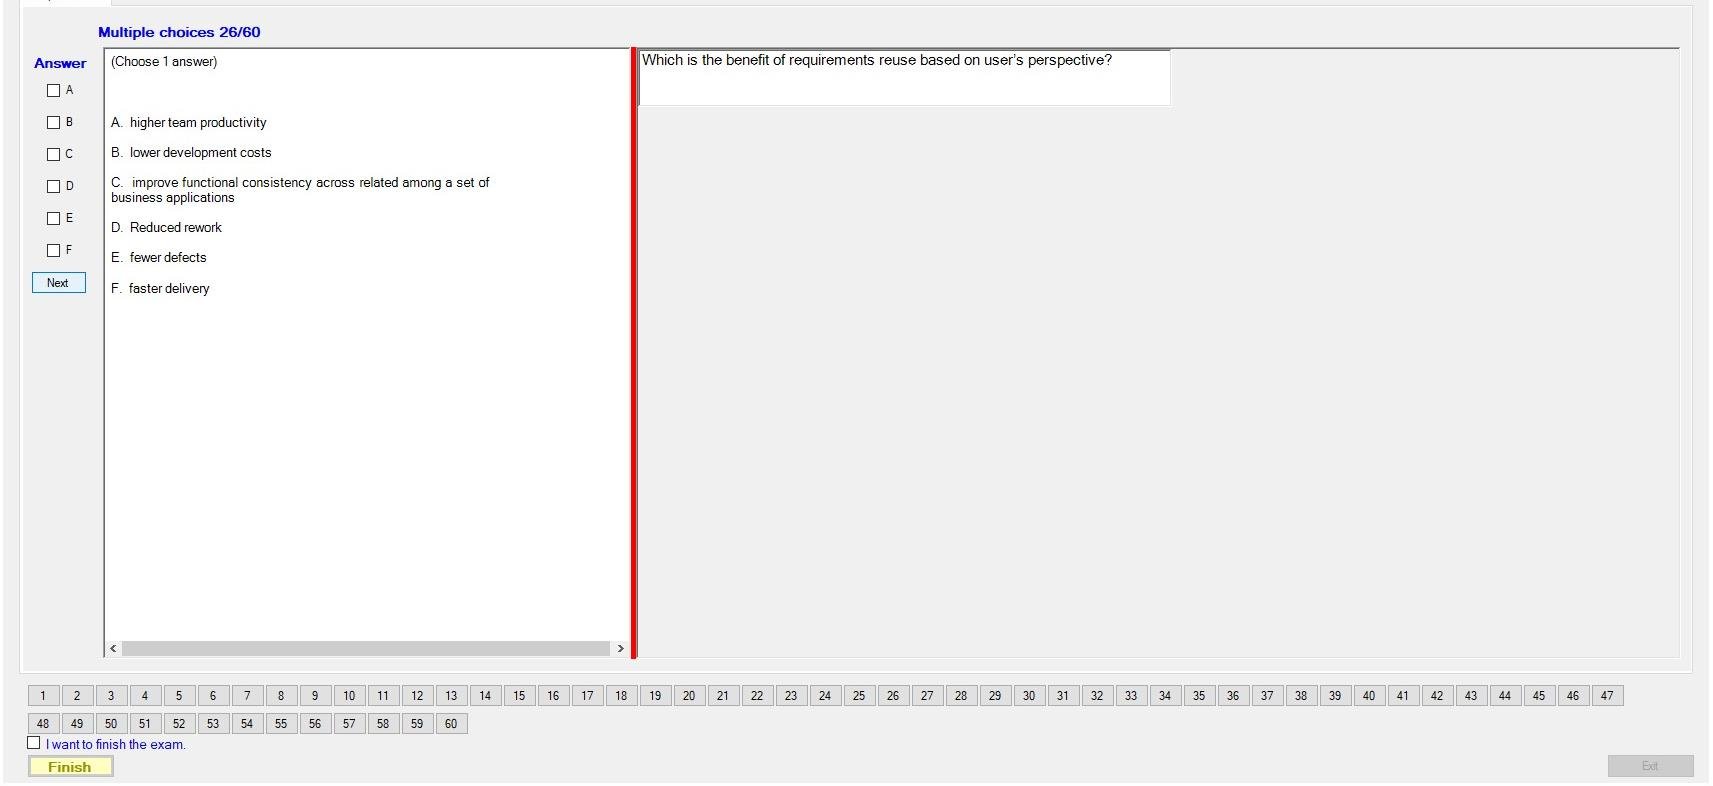 Multiple choices 26/60
Answer
A
B
C
D
E
F
Next
(Choose 1 answer)
A. higher team productivity
B. lower development costs
C. improve functional consistency across related among a set of
business applications
D. Reduced rework
E. fewer defects
F. faster delivery
Which is the benefit of requirements reuse based on user's perspective?
1 2 3 4 5 6 7 8 9 10 11 12 13 14 15 16 17 18 19 20 21 22 23 24 25 26 27 28 29 30 31 32 33 34 35 36 37 38 39 40 41 42 43 44 45 46 47
48 49 50 51 52 53 54 55 56 57 58 59 60
I want to finish the exam.
Finish
Exit